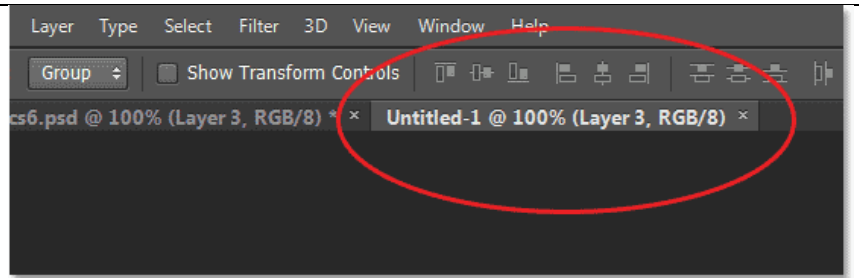 Layer Type Select Filter 3D View Window Help
Group Show Transform Controls
cs6.psd @ 100% (Layer 3, RGB/8) * × Untitled-1 @ 100% (Layer 3, RGB/8) ×